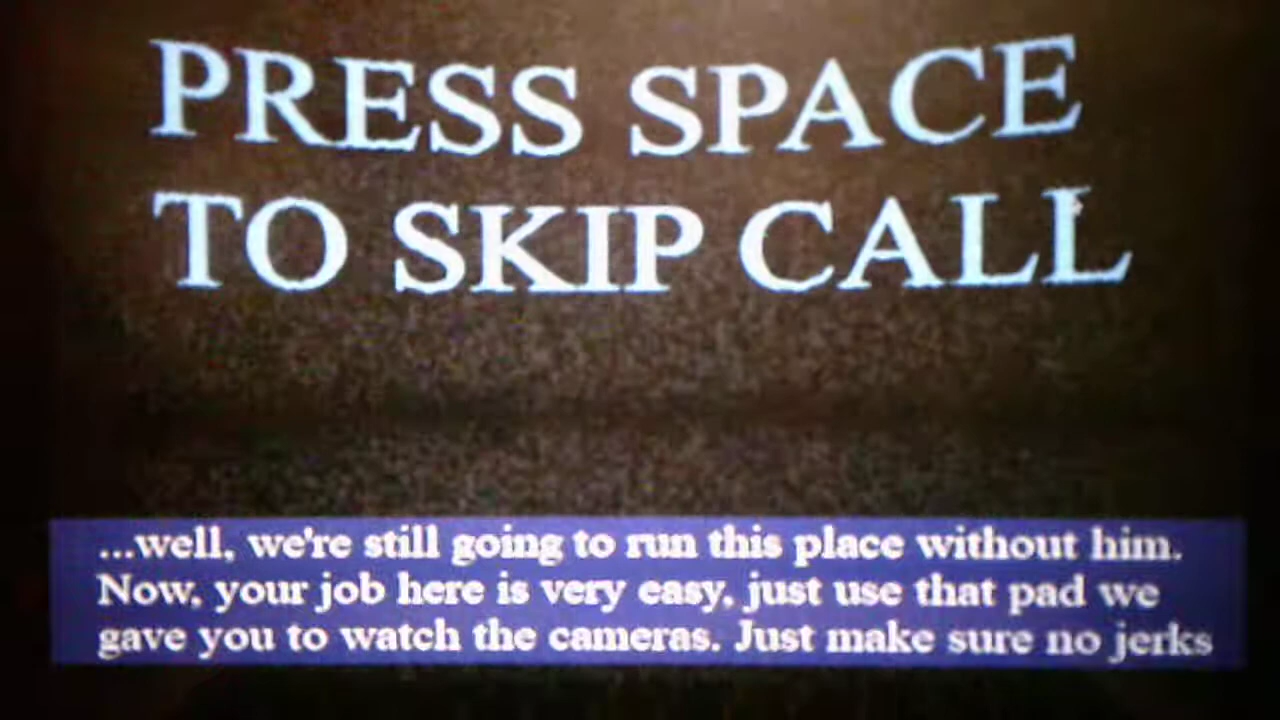 PRESS SPACE
TO SKIP CALL
...well, we're still going to run this place without him.
Now, your job here is very easy, just use that pad we
gave you to watch the cameras. Just make sure no jerks